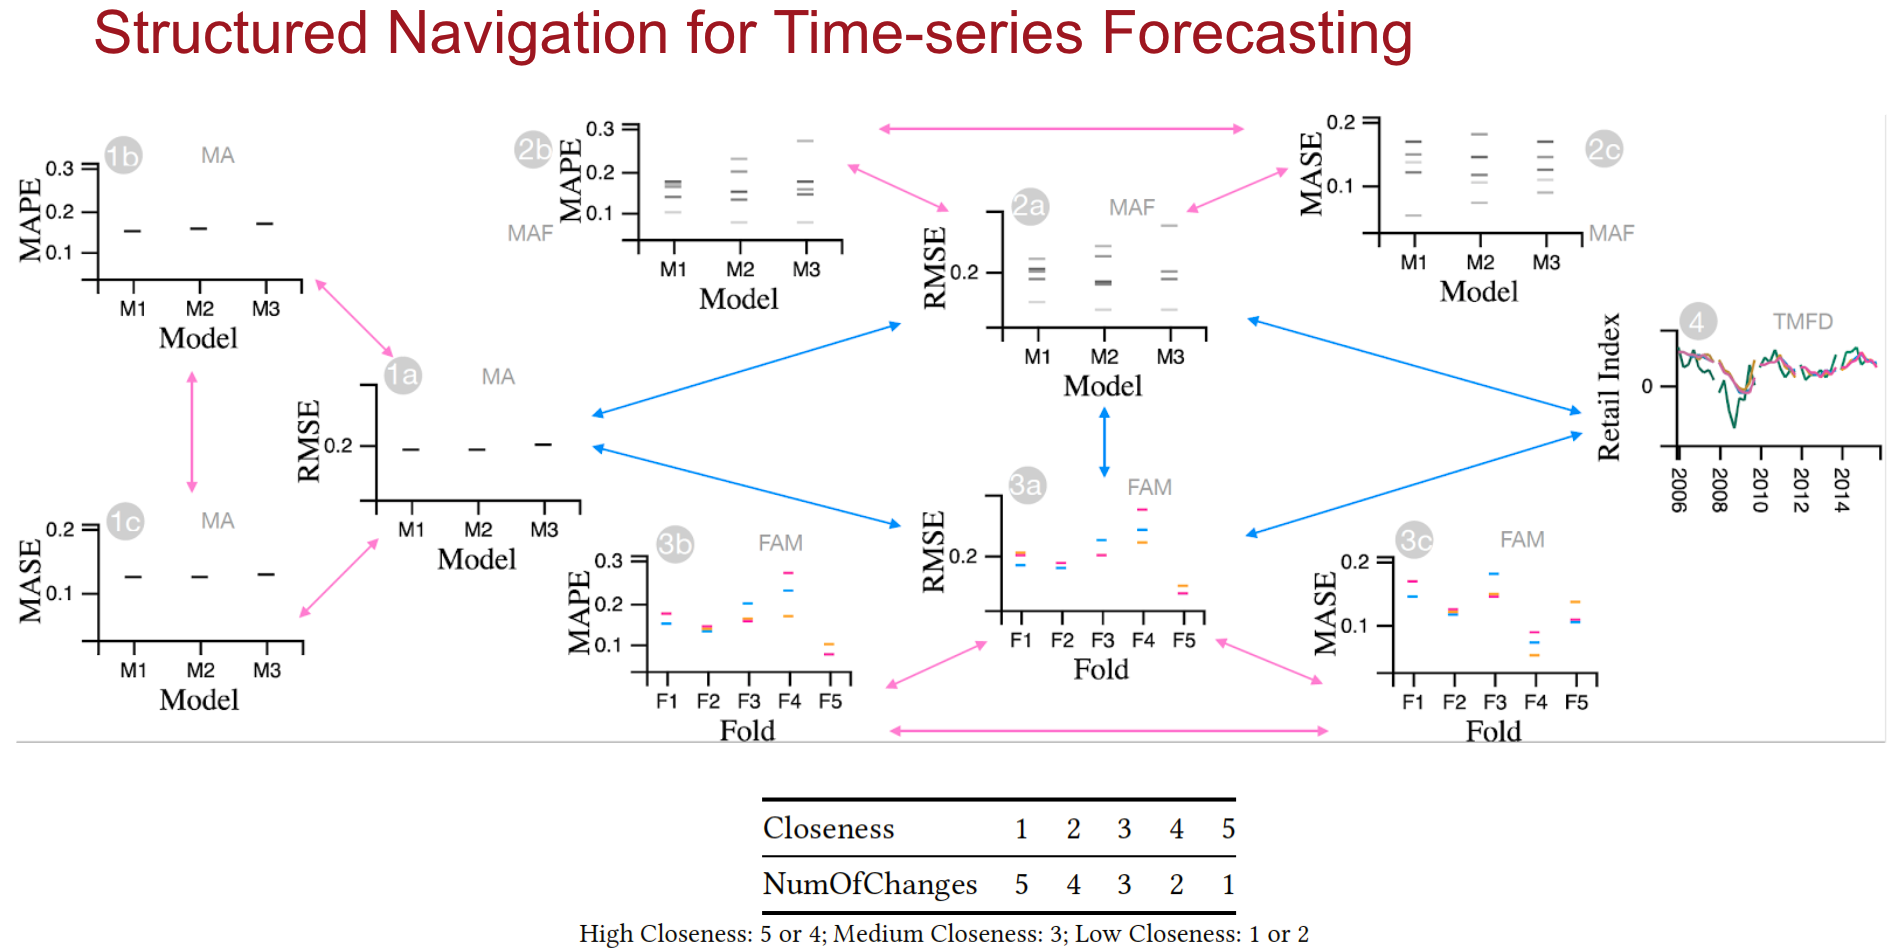 Structured Navigation for Time-series Forecasting
1b
MA
MAPE
0.3
0.2
0.1
M1 M2 M3
Model
2b
MAF
MAPE
0.3
0.2
0.1
M1 M2 M3
Model
2a
MAF
RMSE
0.2
M1 M2 M3
Model
2c
MAF
MASE
0.2
0.1
M1 M2 M3
Model
1a
MA
RMSE
0.2
M1 M2 M3
Model
4
TMFD
Retail Index
0
2006 2008 2010 2012 2014
1c
MA
MASE
0.2
0.1
M1 M2 M3
Model
3b
FAM
MAPE
0.3
0.2
0.1
F1 F2 F3 F4 F5
Fold
3a
FAM
RMSE
0.2
F1 F2 F3 F4 F5
Fold
3c
FAM
MASE
0.2
0.1
F1 F2 F3 F4 F5
Fold
Closeness 1 2 3 4 5
NumOfChanges 5 4 3 2 1
High Closeness: 5 or 4; Medium Closeness: 3; Low Closeness: 1 or 2